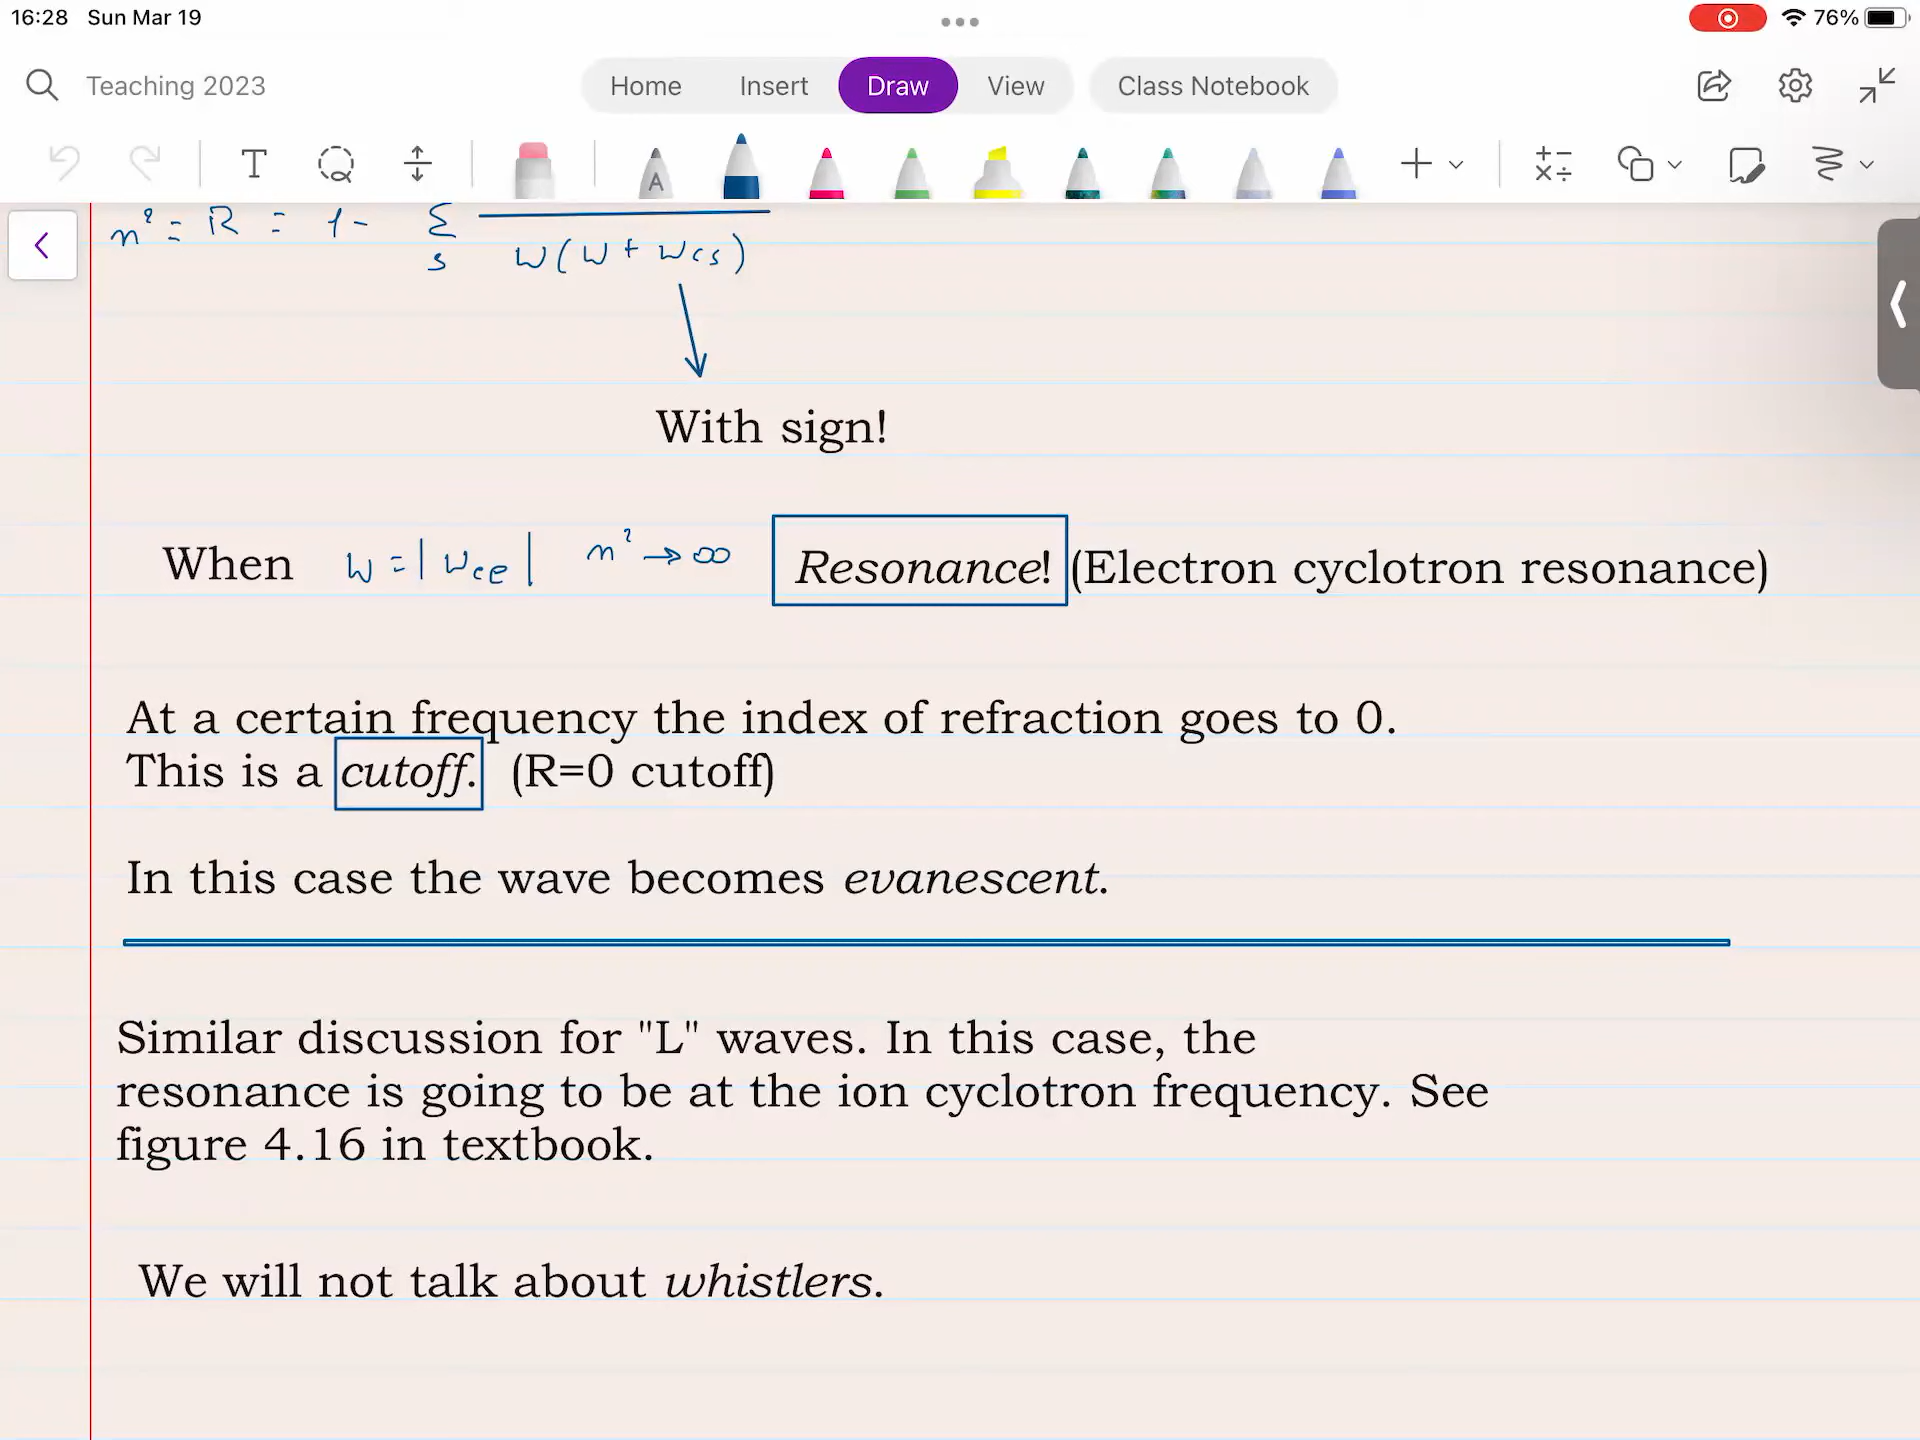 16:28 Sun Mar 19
76%
Teaching 2023
Home Insert Draw View Class Notebook
T A
n² = R = 1 - Σ
s ω(ω + ωcs)
With sign!
When ω = |ωce| n² → ∞ Resonance! (Electron cyclotron resonance)
At a certain frequency the index of refraction goes to 0.
This is a cutoff. (R=0 cutoff)
In this case the wave becomes evanescent.
Similar discussion for "L" waves. In this case, the
resonance is going to be at the ion cyclotron frequency. See
figure 4.16 in textbook.
We will not talk about whistlers.